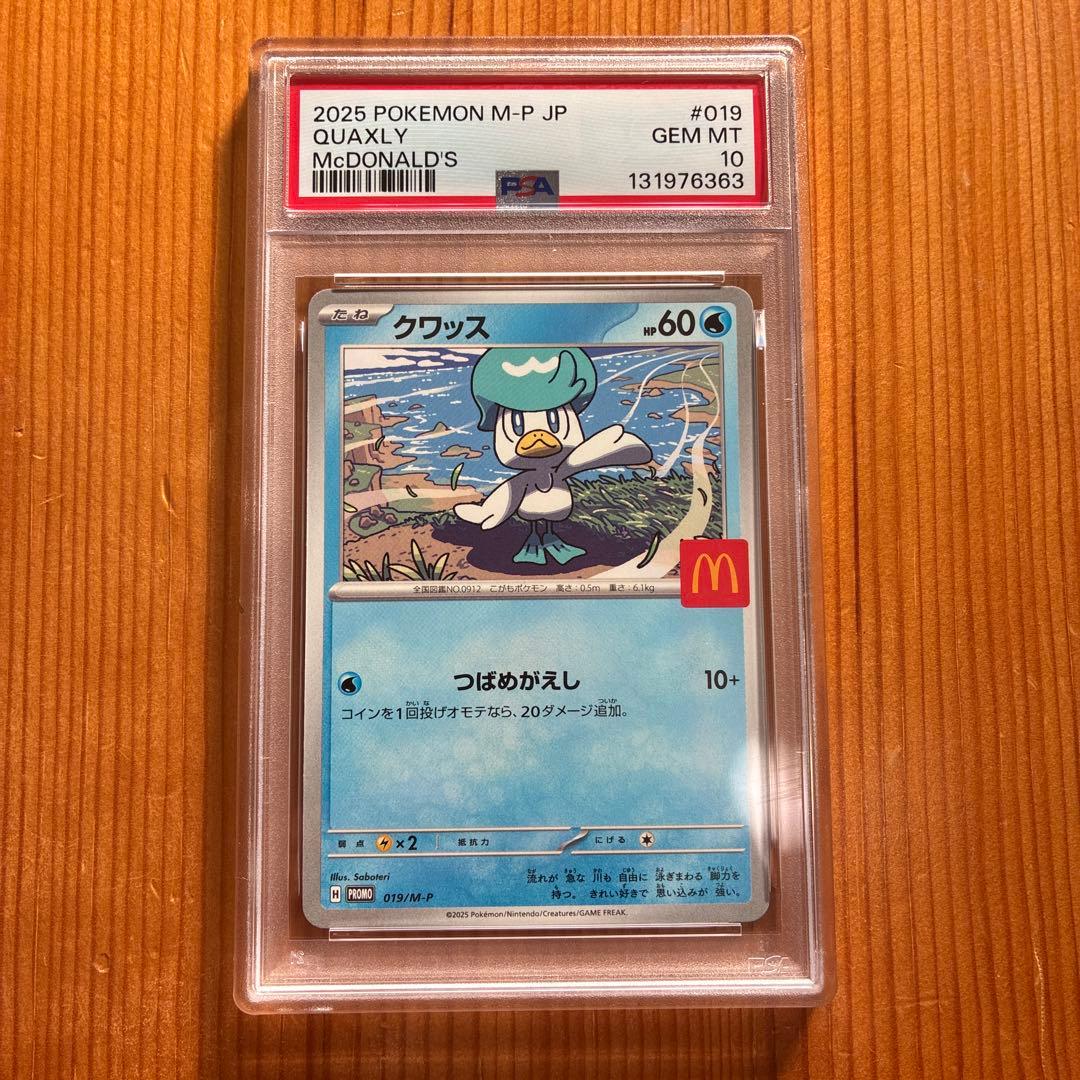 2025 POKEMON M-P JP #019
QUAXLY GEM MT
McDONALD'S 10
PSA 131976363
たね クワッス HP60
M
全国図鑑NO.0912 こがもポケモン 高さ:0.5m 重さ:6.1kg
つばめがえし 10+
コインを1回投げオモテなら、20ダメージ追加。
弱点 ×2 抵抗力 にげる
Illus. Saboteri
流れが 急な 川も 自由に 泳ぎまわる 脚力を
持つ。 きれい好きで 思い込みが 強い。
H PROMO 019/M-P
©2025 Pokémon/Nintendo/Creatures/GAME FREAK.
PSA